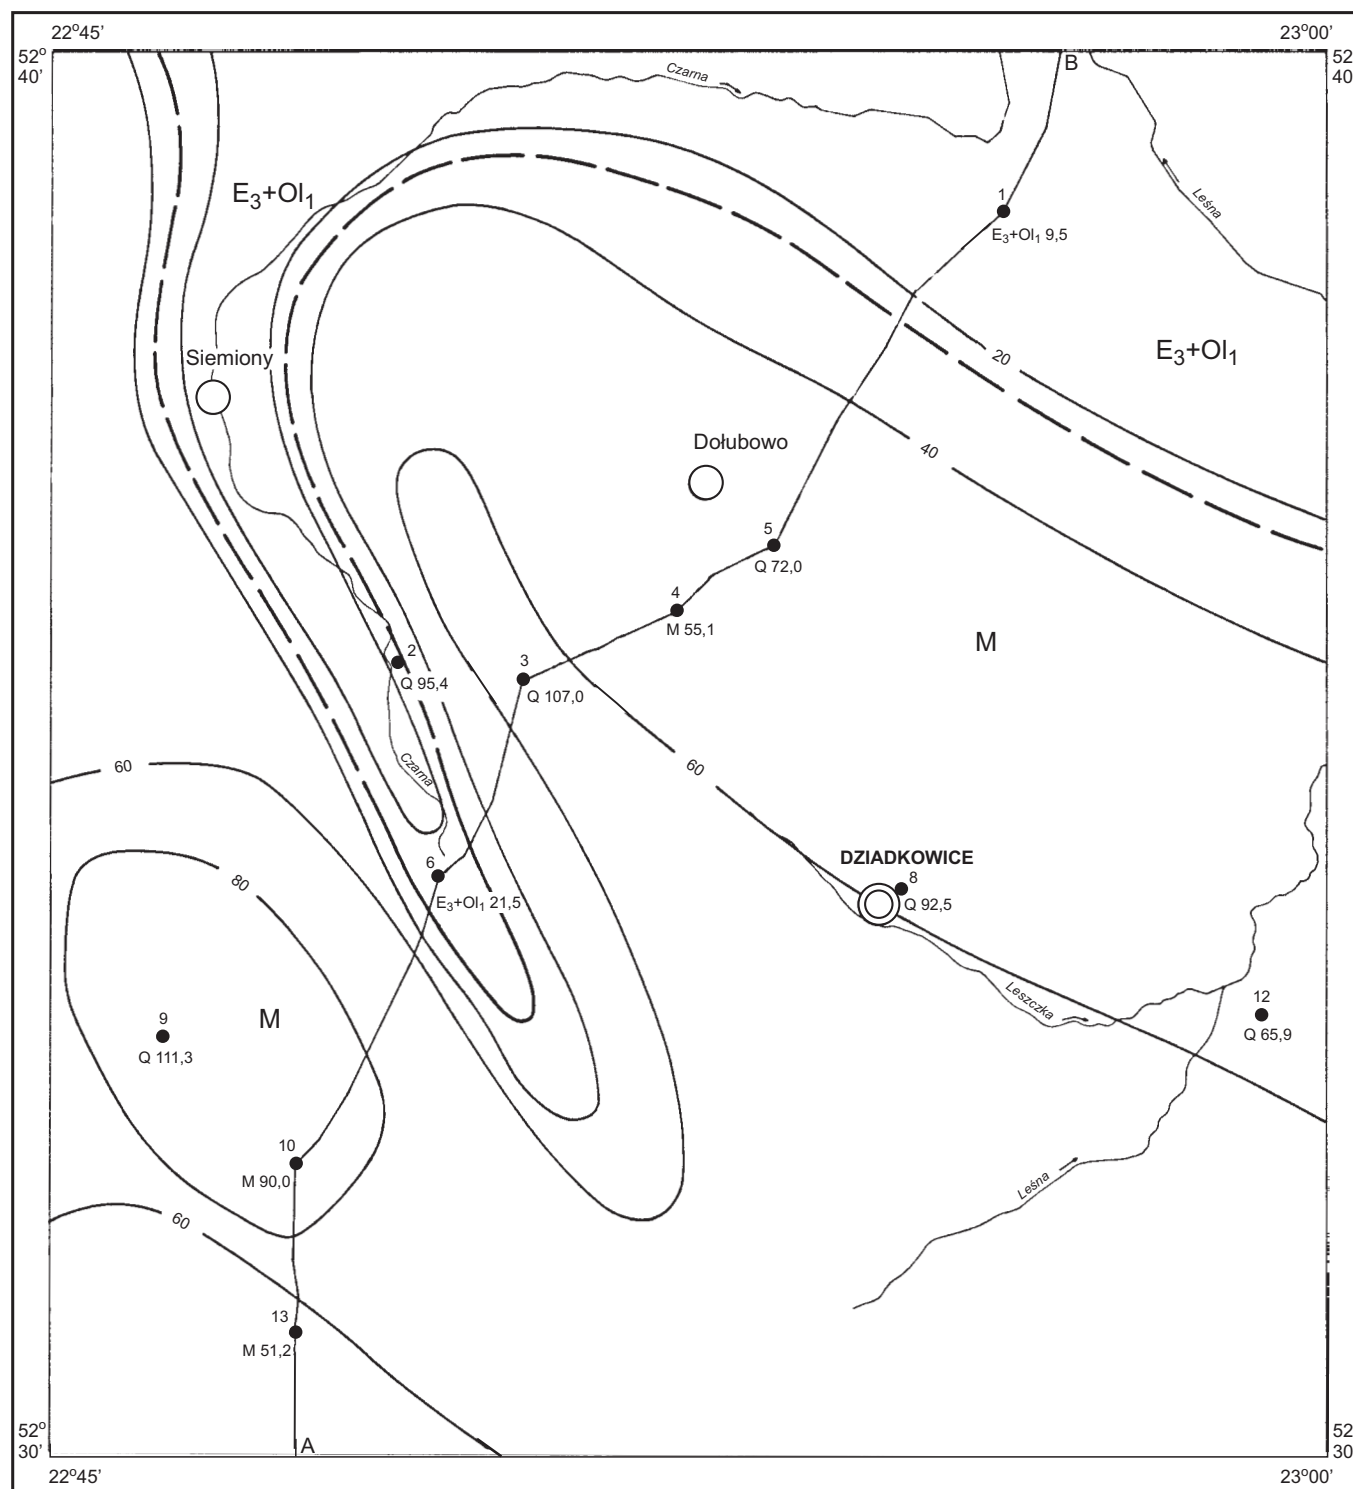 22°45’
23°00’
52°
40’
52
40
Czarna
B
E₃+Ol₁
Leśna
1
E₃+Ol₁ 9,5
Siemiony
20
E₃+Ol₁
Dołubowo
40
5
Q 72,0
4
M 55,1
M
2
Q 95,4
3
Q 107,0
60
60
Czarna
DZIADKOWICE
8
Q 92,5
6
E₃+Ol₁ 21,5
80
Leszczka
12
Q 65,9
9
Q 111,3
M
10
M 90,0
Leśna
60
13
M 51,2
52°
30’
52
30
A
22°45’
23°00’